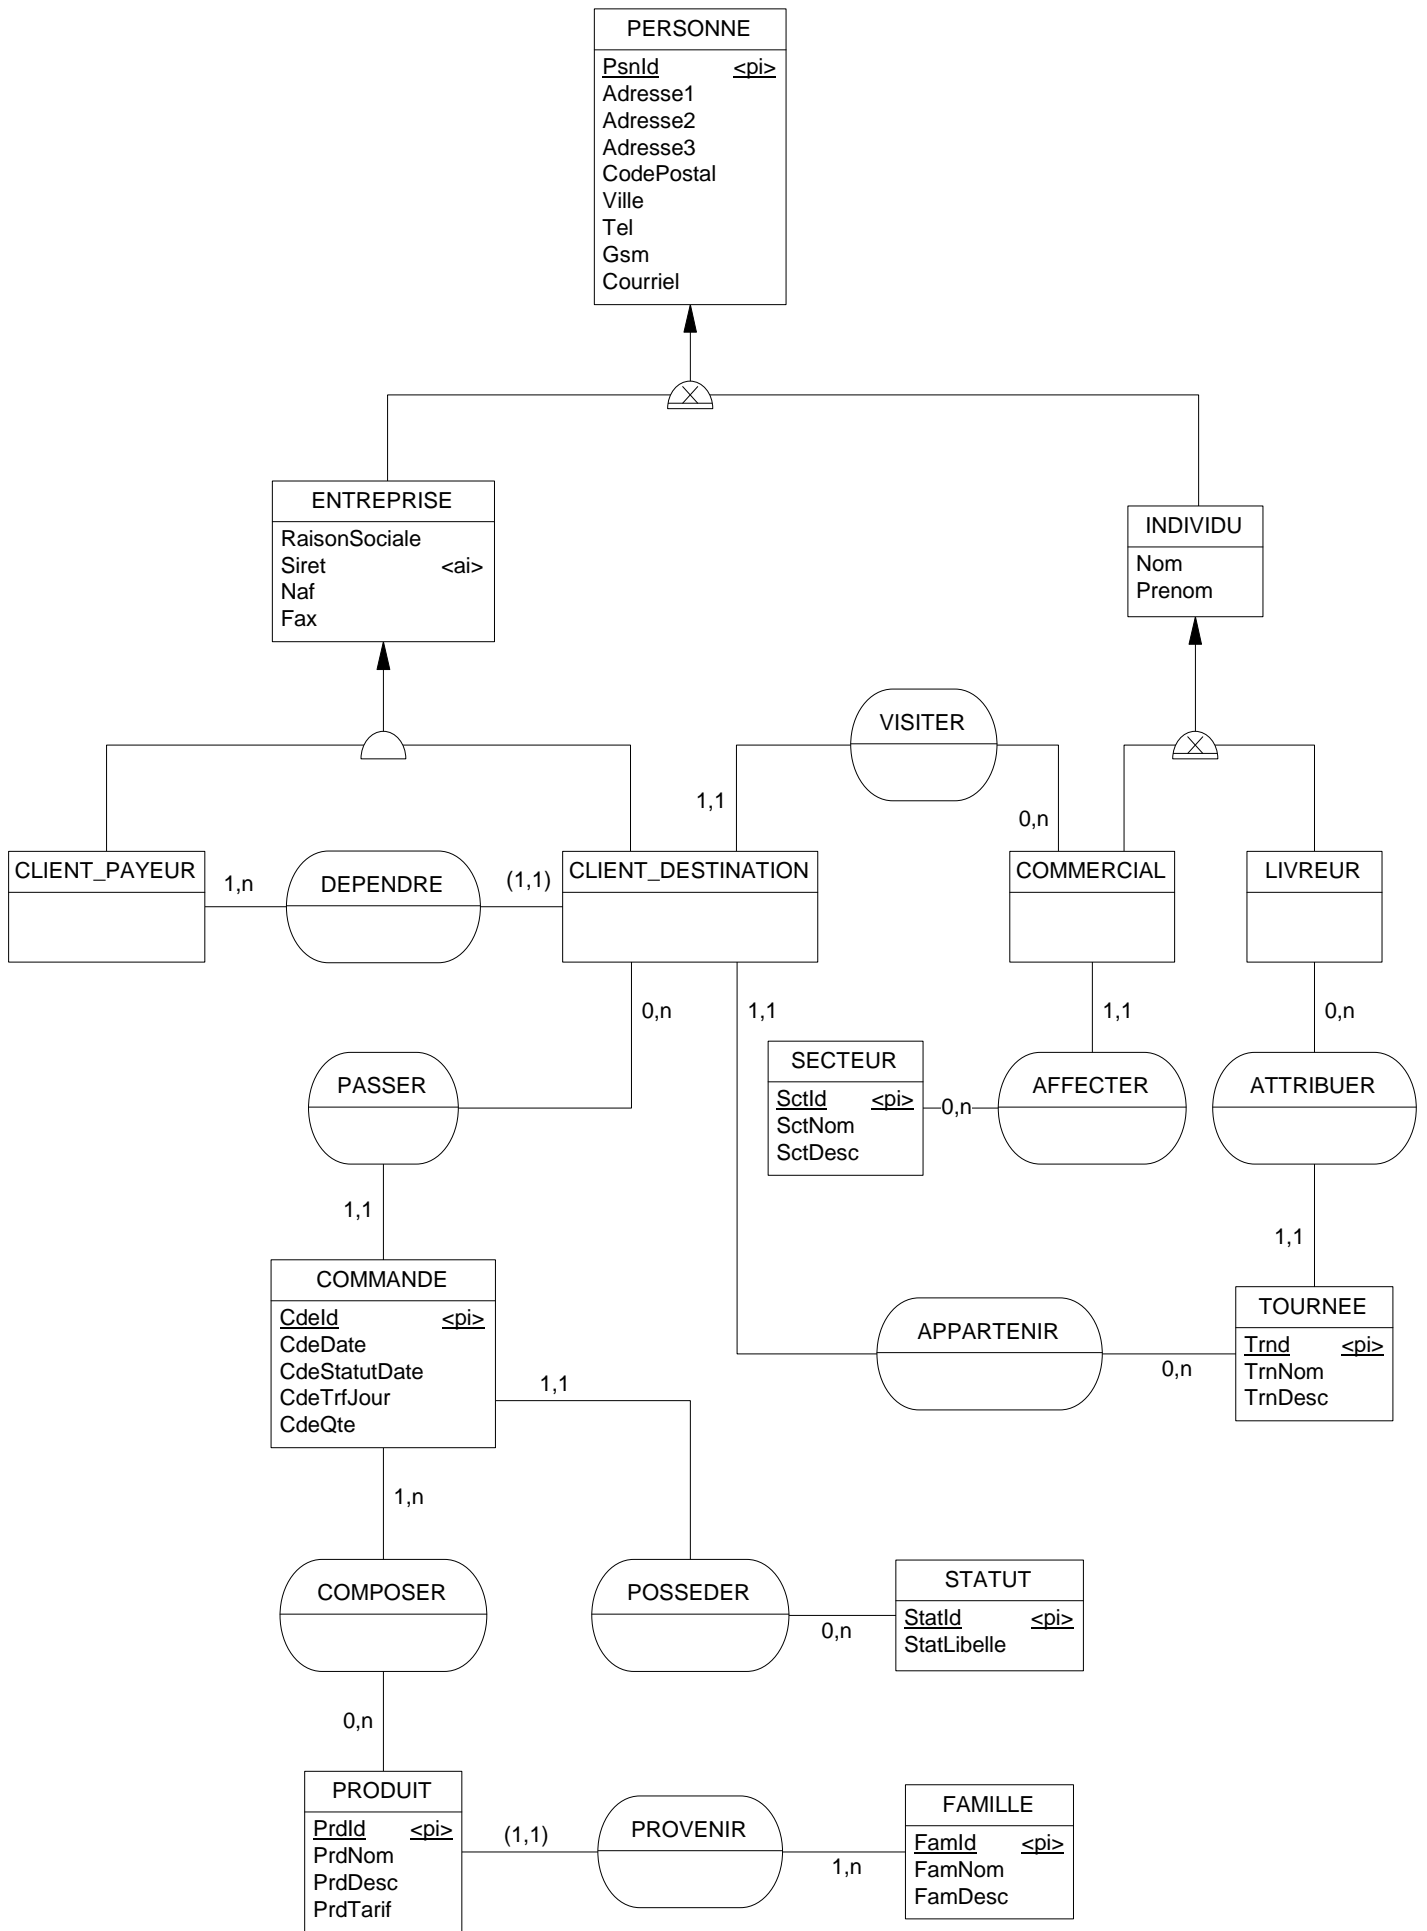 PERSONNE
PsnId <pi>
Adresse1
Adresse2
Adresse3
CodePostal
Ville
Tel
Gsm
Courriel
X
ENTREPRISE
RaisonSociale
Siret <ai>
Naf
Fax
INDIVIDU
Nom
Prenom
VISITER
X
1,1
0,n
CLIENT_PAYEUR
1,n
DEPENDRE
(1,1)
CLIENT_DESTINATION
COMMERCIAL
LIVREUR
0,n
1,1
1,1
0,n
PASSER
SECTEUR
SctId <pi>
SctNom
SctDesc
0,n
AFFECTER
ATTRIBUER
1,1
1,1
COMMANDE
CdeId <pi>
CdeDate
CdeStatutDate
CdeTrfJour
CdeQte
1,1
APPARTENIR
0,n
TOURNEE
Trnd <pi>
TrnNom
TrnDesc
1,n
COMPOSER
POSSEDER
0,n
STATUT
StatId <pi>
StatLibelle
0,n
PRODUIT
PrdId <pi>
PrdNom
PrdDesc
PrdTarif
(1,1)
PROVENIR
1,n
FAMILLE
FamId <pi>
FamNom
FamDesc